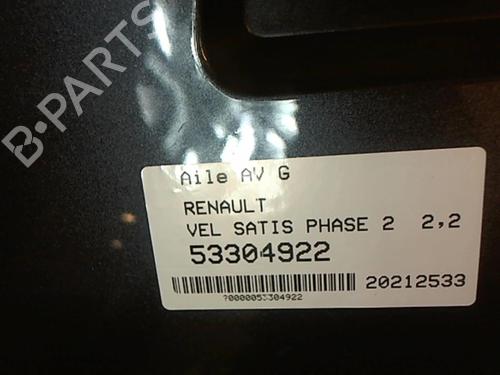 B-PARTS
Aile AV G
RENAULT
VEL SATIS PHASE 2 2,2
53304922
20212533
?0000053304922